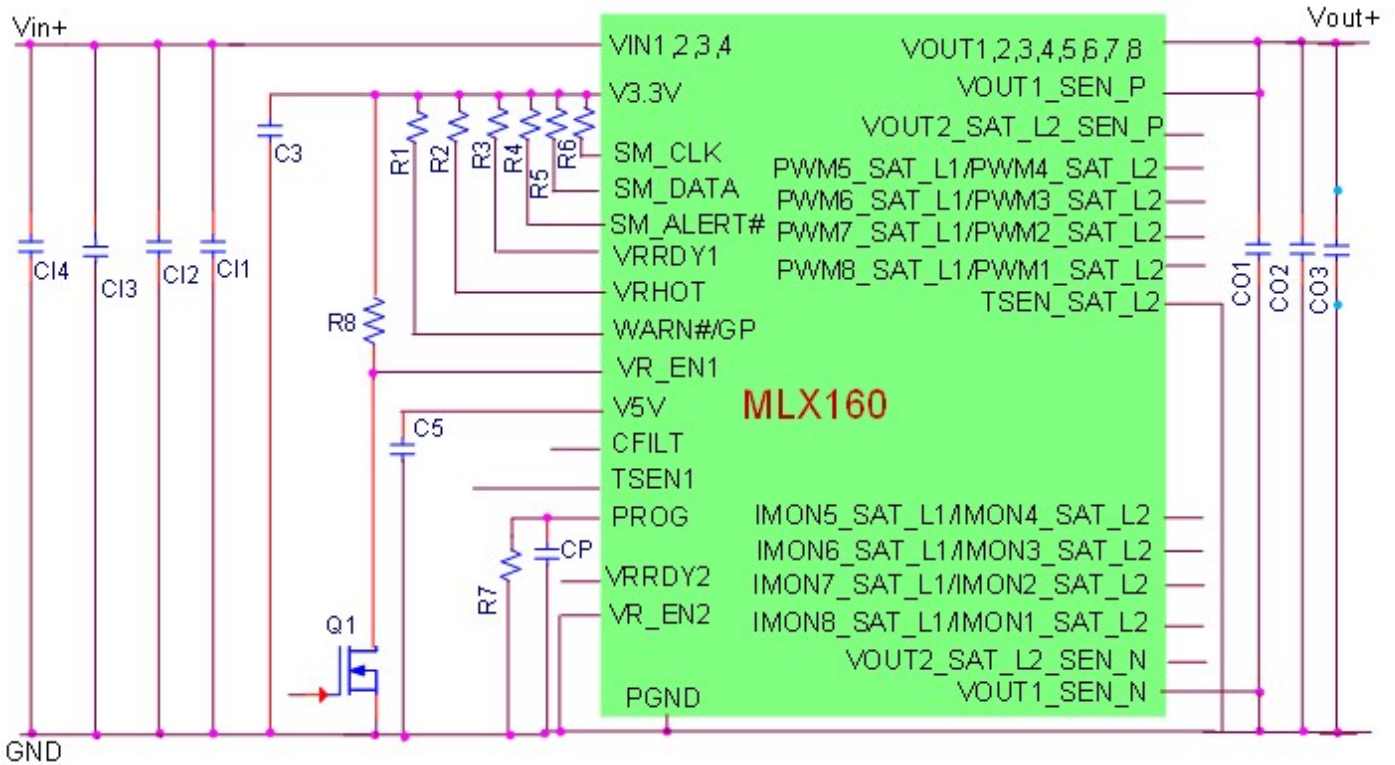 Vin+
Vout+
VIN1,2,3,4
VOUT1,2,3,4,5,6,7,8
V3.3V
VOUT1_SEN_P
C3
R1
R2
R3
R4
R5
R6
SM_CLK
VOUT2_SAT_L2_SEN_P
SM_DATA
PWM5_SAT_L1/PWM4_SAT_L2
SM_ALERT#
PWM6_SAT_L1/PWM3_SAT_L2
VRRDY1
PWM7_SAT_L1/PWM2_SAT_L2
CI4
CI3
CI2
CI1
VRHOT
PWM8_SAT_L1/PWM1_SAT_L2
TSEN_SAT_L2
CO1
CO2
CO3
R8
WARN#/GP
VR_EN1
MLX160
V5V
C5
CFILT
TSEN1
PROG
IMON5_SAT_L1/IMON4_SAT_L2
CP
IMON6_SAT_L1/IMON3_SAT_L2
R7
VRRDY2
IMON7_SAT_L1/IMON2_SAT_L2
VR_EN2
IMON8_SAT_L1/IMON1_SAT_L2
Q1
VOUT2_SAT_L2_SEN_N
PGND
VOUT1_SEN_N
GND